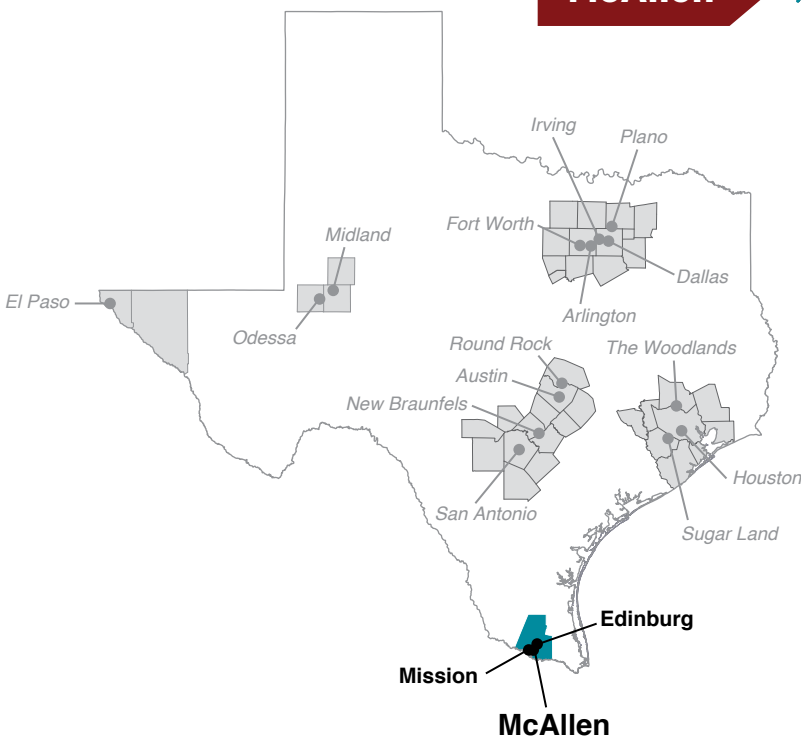 McAllen
Irving
Plano
Fort Worth
Midland
Dallas
El Paso
Arlington
Odessa
Round Rock
The Woodlands
Austin
New Braunfels
Houston
San Antonio
Sugar Land
Edinburg
Mission
McAllen